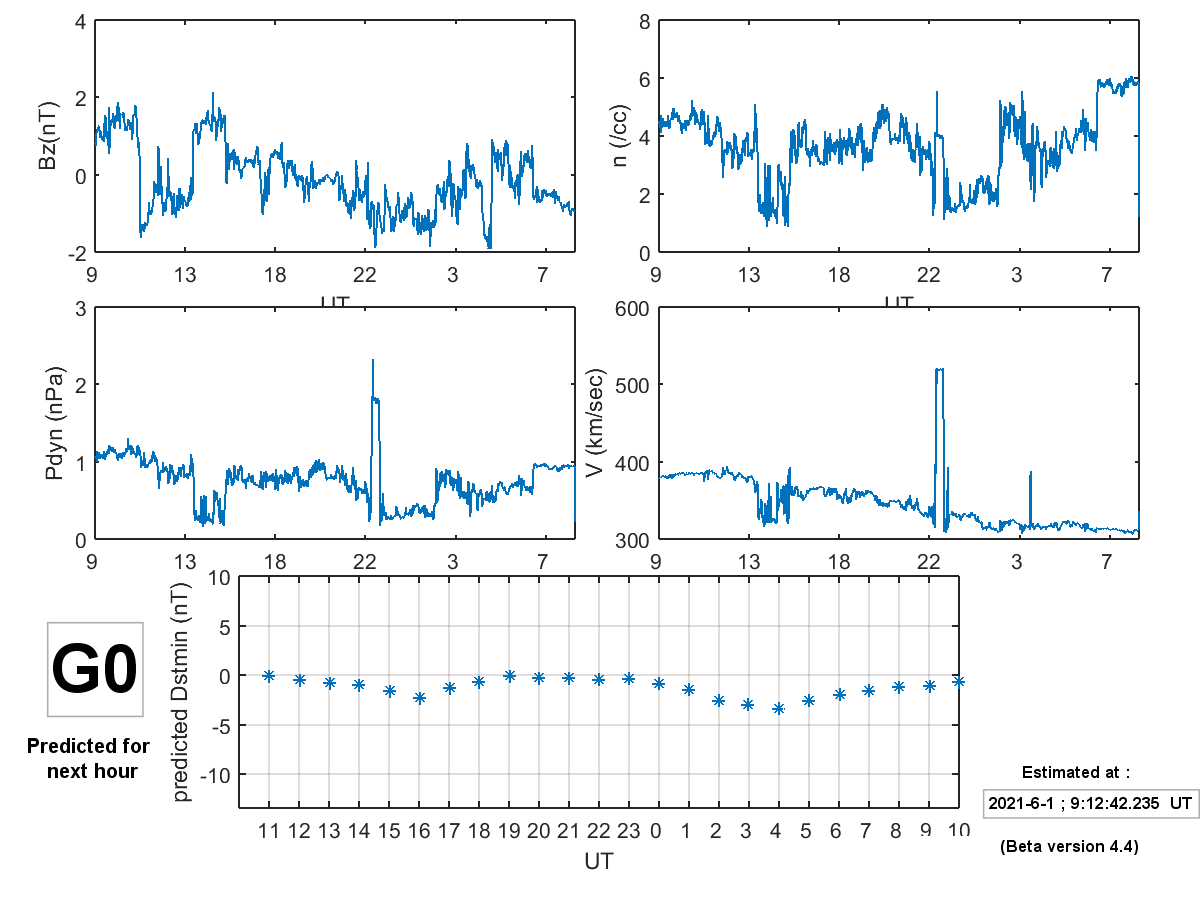 4
2
0
-2
Bz(nT)
9 13 18 22 3 7
UT
8
6
4
2
0
n (/cc)
9 13 18 22 3 7
UT
3
2
1
0
Pdyn (nPa)
9 13 18 22 3 7
600
500
400
300
V (km/sec)
9 13 18 22 3 7
10
5
0
-5
-10
predicted Dstmin (nT)
11 12 13 14 15 16 17 18 19 20 21 22 23 0 1 2 3 4 5 6 7 8 9 10
UT
G0
Predicted for
next hour
Estimated at :
2021-6-1 ; 9:12:42.235 UT
(Beta version 4.4)